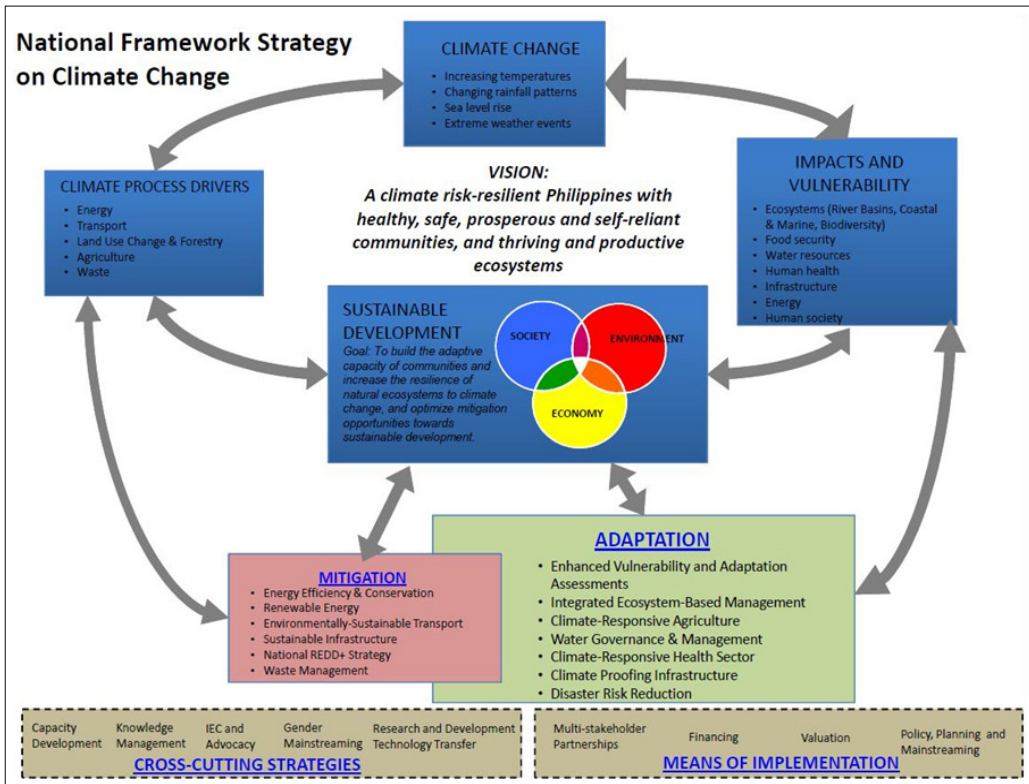 National Framework Strategy
on Climate Change
CLIMATE CHANGE
• Increasing temperatures
• Changing rainfall patterns
• Sea level rise
• Extreme weather events
CLIMATE PROCESS DRIVERS
• Energy
• Transport
• Land Use Change & Forestry
• Agriculture
• Waste
VISION:
A climate risk-resilient Philippines with
healthy, safe, prosperous and self-reliant
communities, and thriving and productive
ecosystems
IMPACTS AND
VULNERABILITY
• Ecosystems (River Basins, Coastal
& Marine, Biodiversity)
• Food security
• Water resources
• Human health
• Infrastructure
• Energy
• Human society
SUSTAINABLE
DEVELOPMENT
Goal: To build the adaptive
capacity of communities and
increase the resilience of
natural ecosystems to climate
change, and optimize mitigation
opportunities towards
sustainable development.
SOCIETY
ENVIRONMENT
ECONOMY
MITIGATION
• Energy Efficiency & Conservation
• Renewable Energy
• Environmentally-Sustainable Transport
• Sustainable Infrastructure
• National REDD+ Strategy
• Waste Management
ADAPTATION
• Enhanced Vulnerability and Adaptation
Assessments
• Integrated Ecosystem-Based Management
• Climate-Responsive Agriculture
• Water Governance & Management
• Climate-Responsive Health Sector
• Climate Proofing Infrastructure
• Disaster Risk Reduction
Capacity
Development
Knowledge
Management
IEC and
Advocacy
Gender
Mainstreaming
Research and Development
Technology Transfer
CROSS-CUTTING STRATEGIES
Multi-stakeholder
Partnerships
Financing
Valuation
Policy, Planning and
Mainstreaming
MEANS OF IMPLEMENTATION